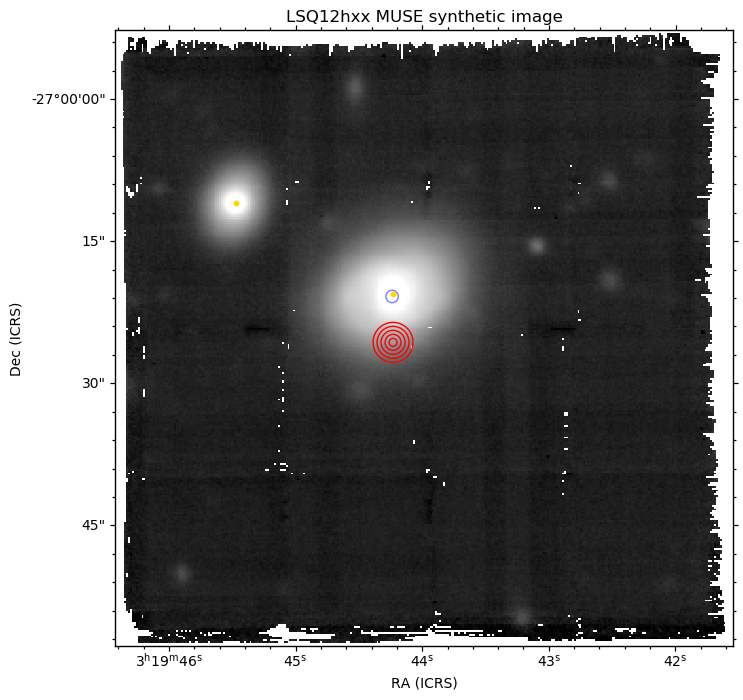 LSQ12hxx MUSE synthetic image
-27°00'00"
15"
30"
45"
Dec (ICRS)
3ʰ19ᵐ46ˢ
45ˢ
44ˢ
43ˢ
42ˢ
RA (ICRS)